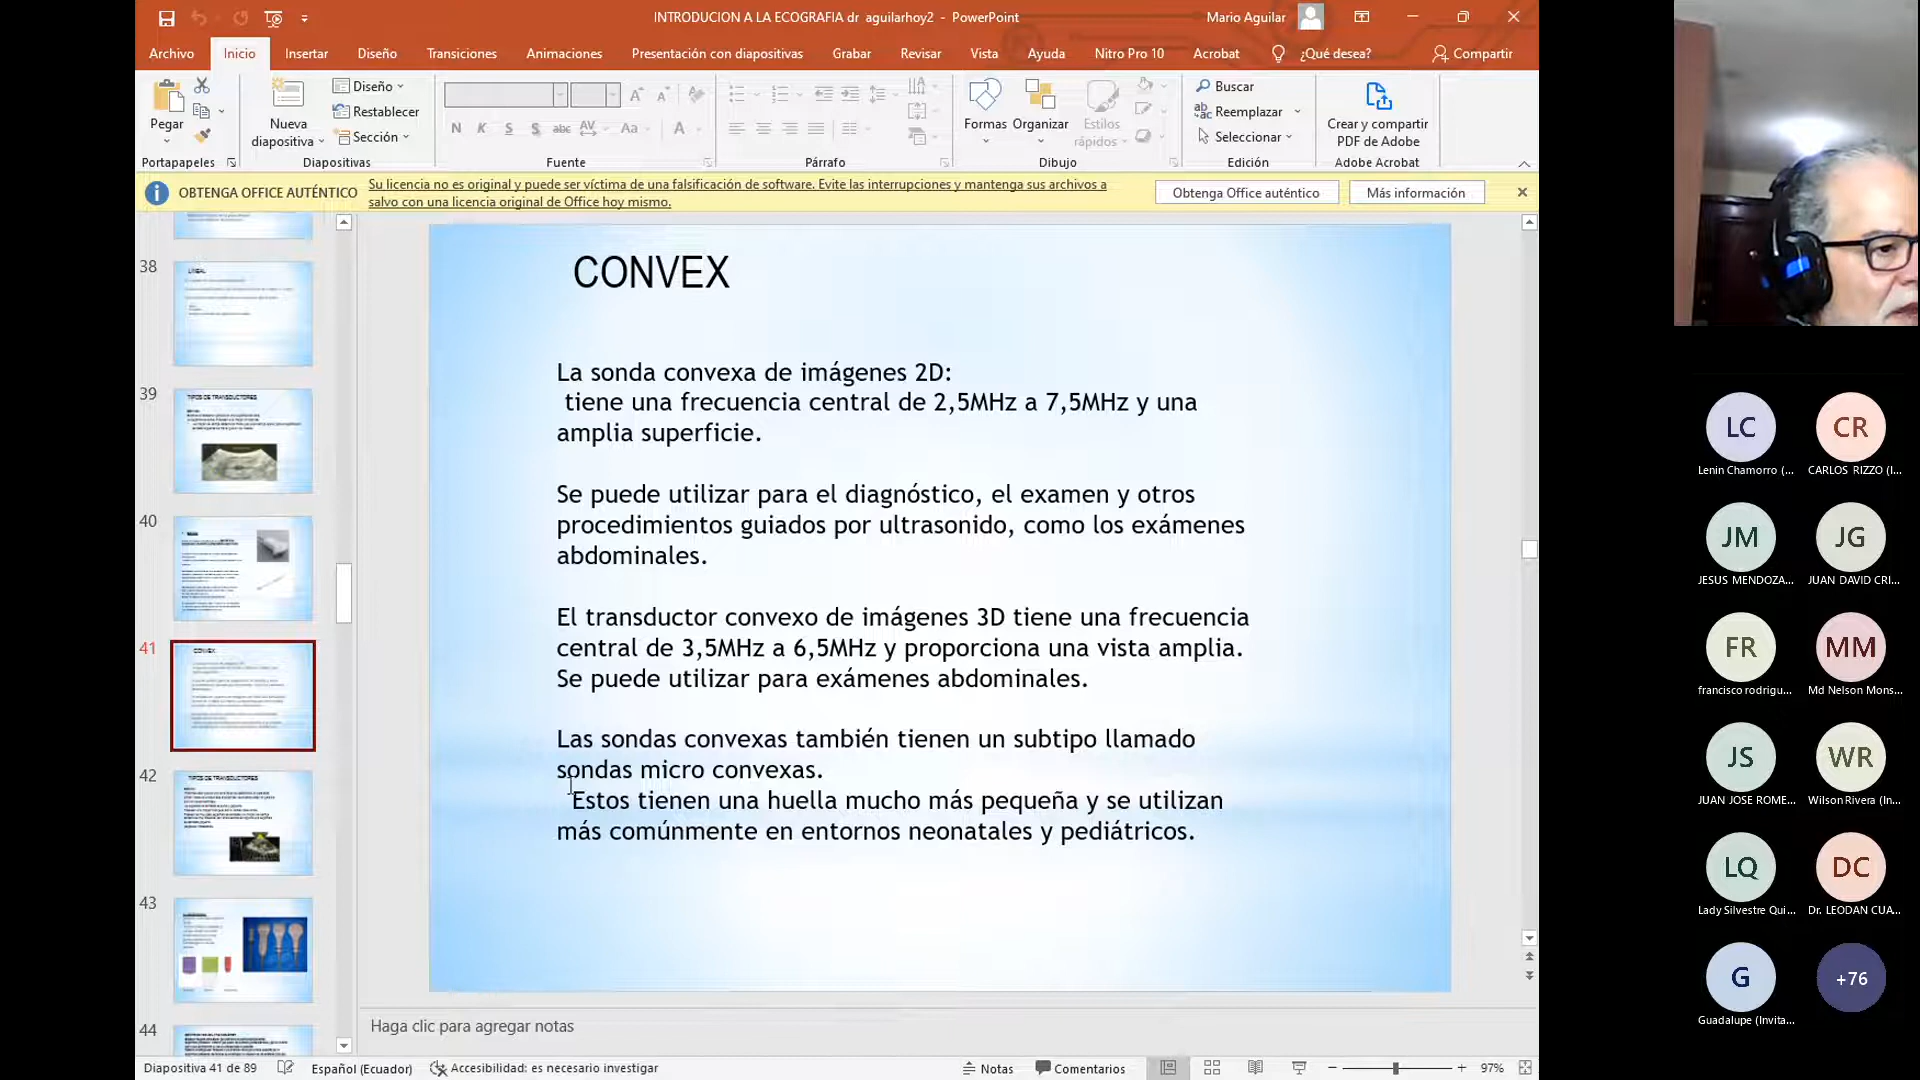 INTRODUCION A LA ECOGRAFIA dr aguilarhoy2 - PowerPoint
Mario Aguilar
Archivo Inicio Insertar Diseño Transiciones Animaciones Presentación con diapositivas Grabar Revisar Vista Ayuda Nitro Pro 10 Acrobat ¿Qué desea? Compartir
Pegar
Nueva
diapositiva
Diseño
Restablecer
Sección
N K S S abc AV Aa A
Formas Organizar Estilos
rápidos
Buscar
Reemplazar
Seleccionar
Crear y compartir
PDF de Adobe
Portapapeles Diapositivas Fuente Párrafo Dibujo Edición Adobe Acrobat
OBTENGA OFFICE AUTÉNTICO
Su licencia no es original y puede ser víctima de una falsificación de software. Evite las interrupciones y mantenga sus archivos a
salvo con una licencia original de Office hoy mismo.
Obtenga Office auténtico
Más información
38
LINEAL
39
TIPOS DE TRANSDUCTORES
40
41
CONVEX
42
TIPOS DE TRANSDUCTORES
43
44
CONVEX
La sonda convexa de imágenes 2D:
tiene una frecuencia central de 2,5MHz a 7,5MHz y una
amplia superficie.
Se puede utilizar para el diagnóstico, el examen y otros
procedimientos guiados por ultrasonido, como los exámenes
abdominales.
El transductor convexo de imágenes 3D tiene una frecuencia
central de 3,5MHz a 6,5MHz y proporciona una vista amplia.
Se puede utilizar para exámenes abdominales.
Las sondas convexas también tienen un subtipo llamado
sondas micro convexas.
Estos tienen una huella mucho más pequeña y se utilizan
más comúnmente en entornos neonatales y pediátricos.
Haga clic para agregar notas
Diapositiva 41 de 89
Español (Ecuador)
Accesibilidad: es necesario investigar
Notas
Comentarios
97%
LC
Lenin Chamorro (...
CR
CARLOS RIZZO (I...
JM
JESUS MENDOZA...
JG
JUAN DAVID CRI...
FR
francisco rodrigu...
MM
Md Nelson Mons...
JS
JUAN JOSE ROME...
WR
Wilson Rivera (In...
LQ
Lady Silvestre Qui...
DC
Dr. LEODAN CUA...
G
Guadalupe (Invita...
+76